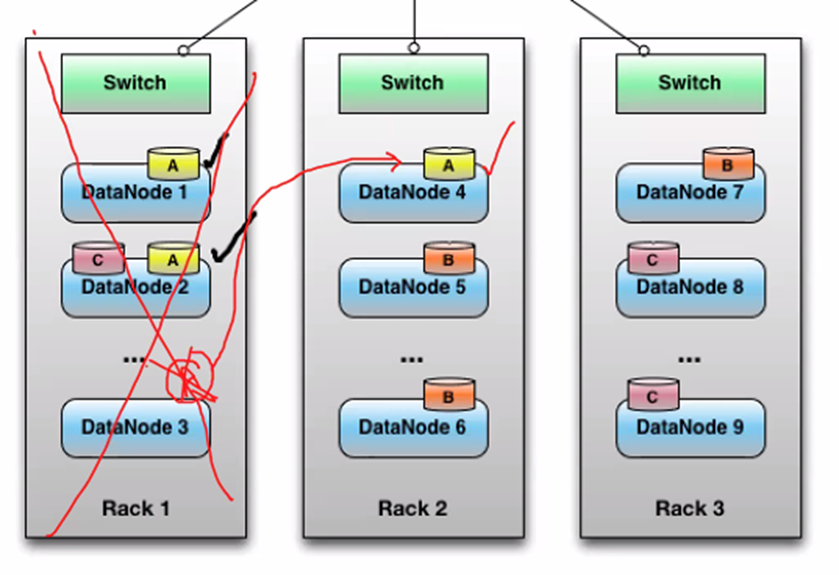 Switch
A
DataNode 1
C
A
DataNode 2
...
DataNode 3
Rack 1
Switch
A
DataNode 4
B
DataNode 5
...
B
DataNode 6
Rack 2
Switch
B
DataNode 7
C
DataNode 8
...
C
DataNode 9
Rack 3